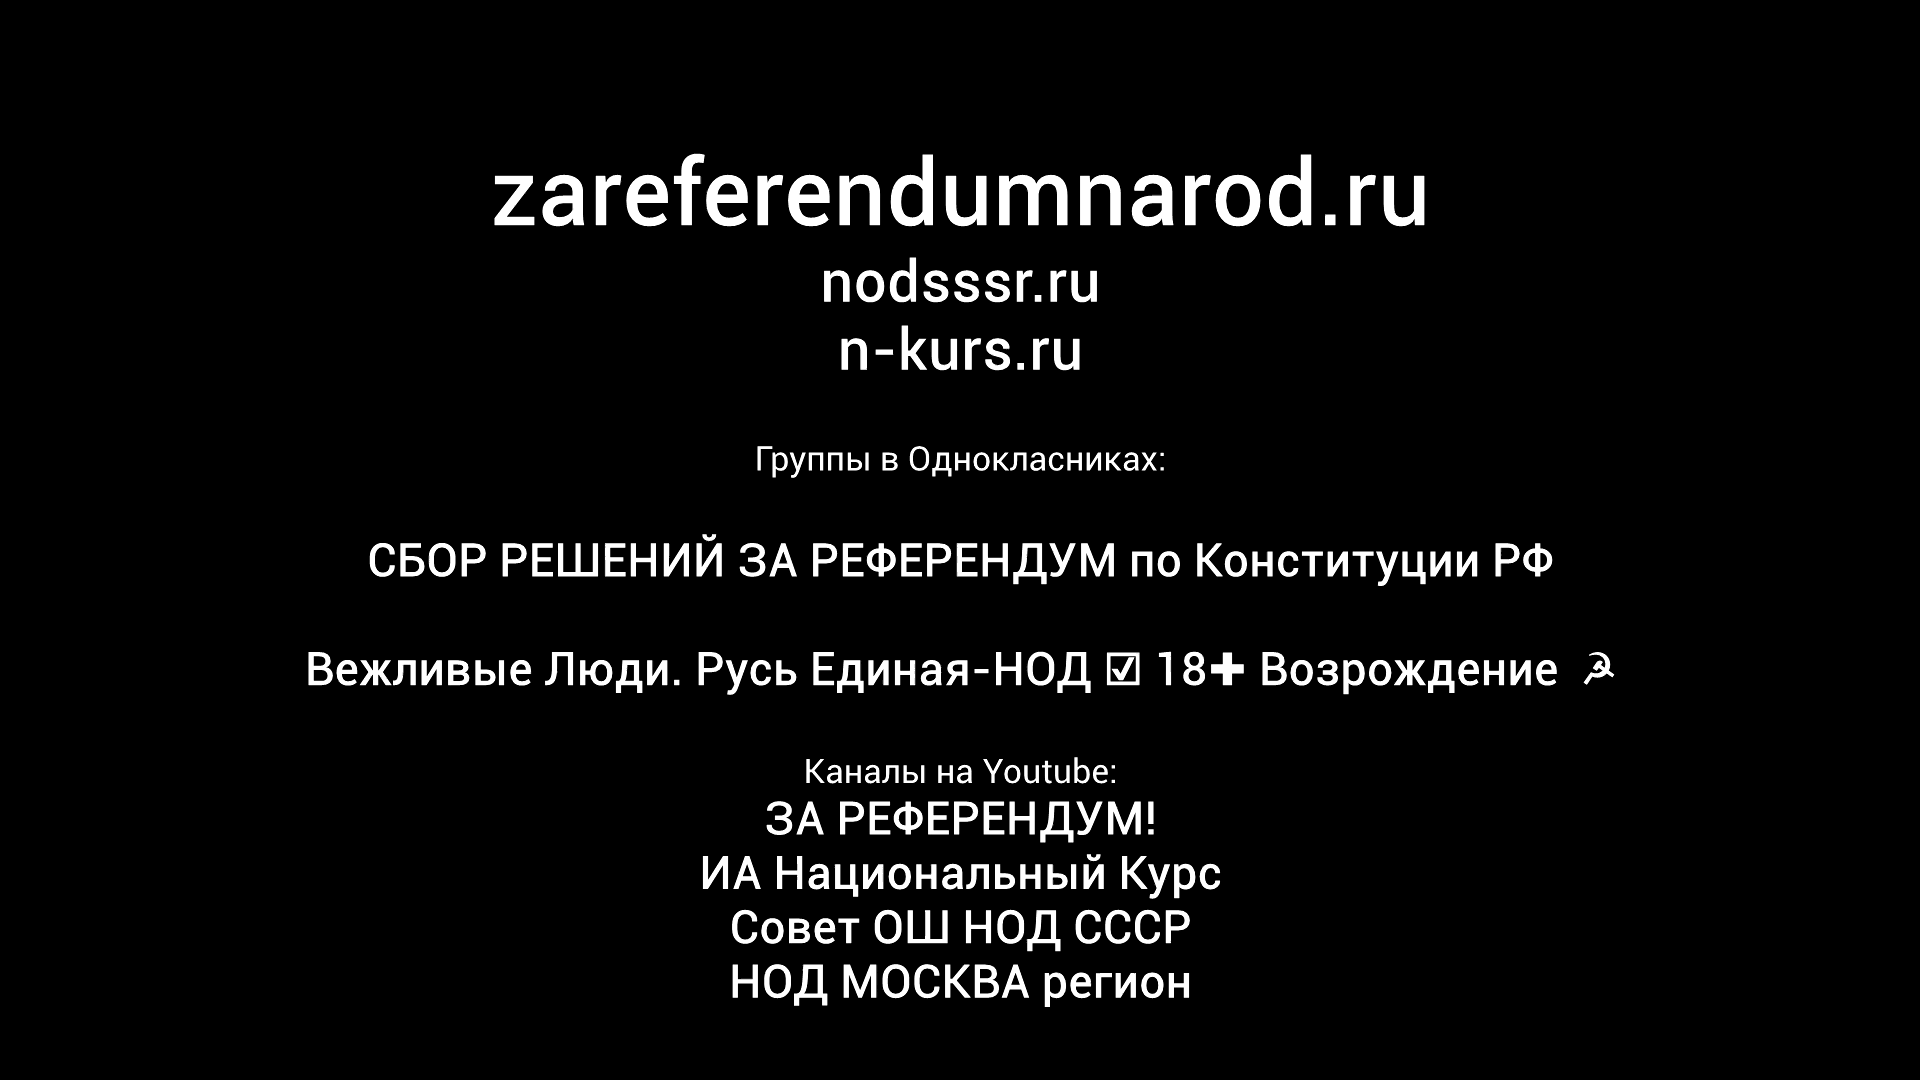 zareferendumnarod.ru
nodsssr.ru
n-kurs.ru
Группы в Однокласниках:
СБОР РЕШЕНИЙ ЗА РЕФЕРЕНДУМ по Конституции РФ
Вежливые Люди. Русь Единая-НОД ☑ 18✚ Возрождение ☭
Каналы на Youtube:
ЗА РЕФЕРЕНДУМ!
ИА Национальный Курс
Совет ОШ НОД СССР
НОД МОСКВА регион